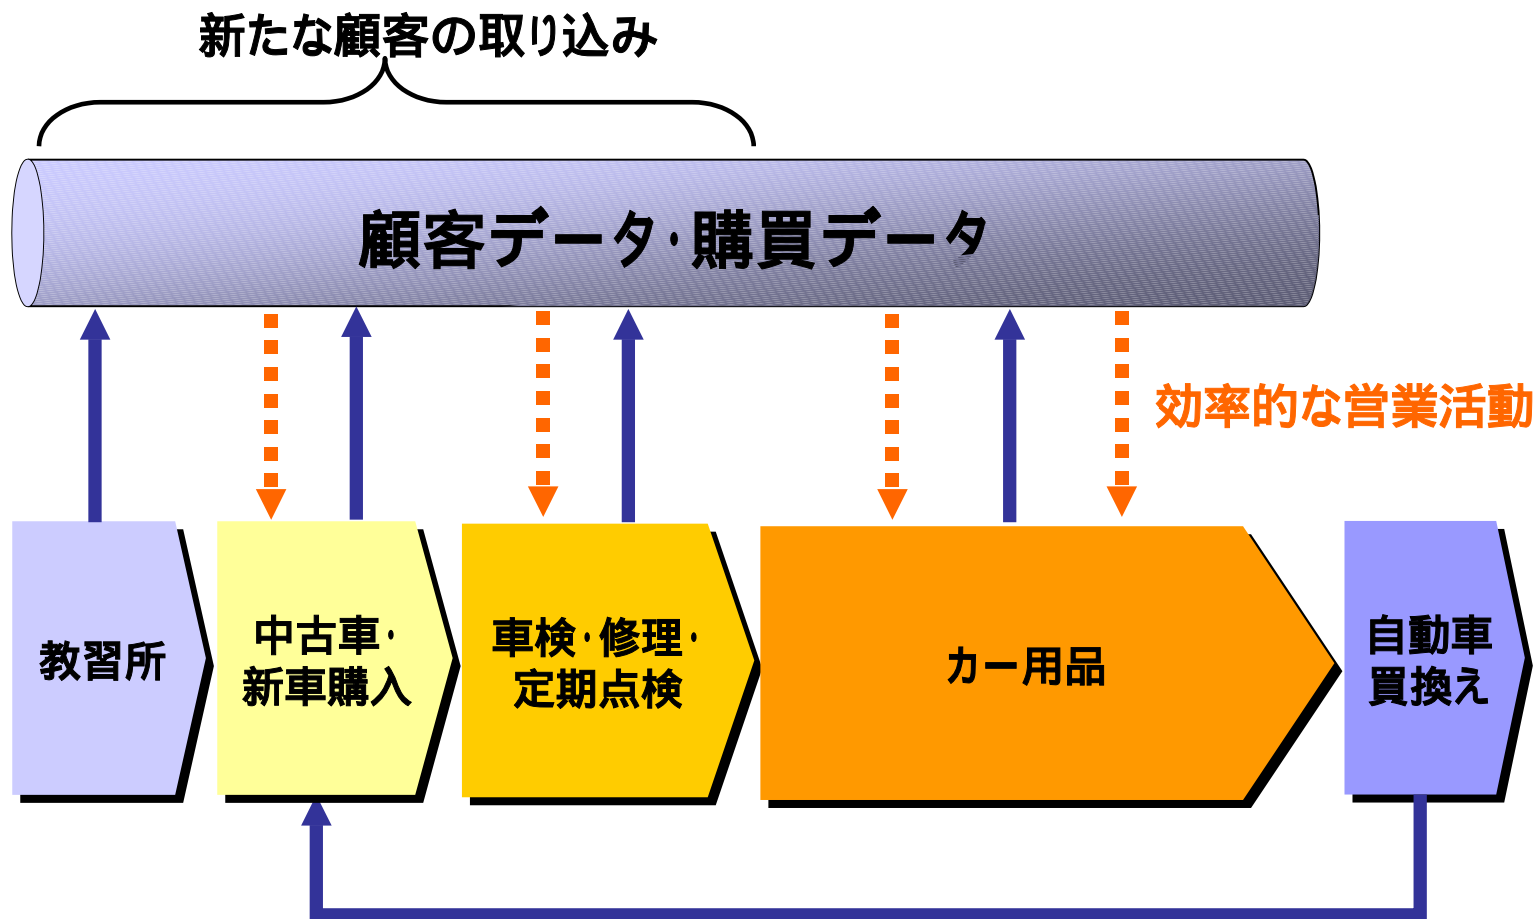 新たな顧客の取り込み
顧客データ・購買データ
効率的な営業活動
教習所
中古車・
新車購入
車検・修理・
定期点検
カー用品
自動車
買換え